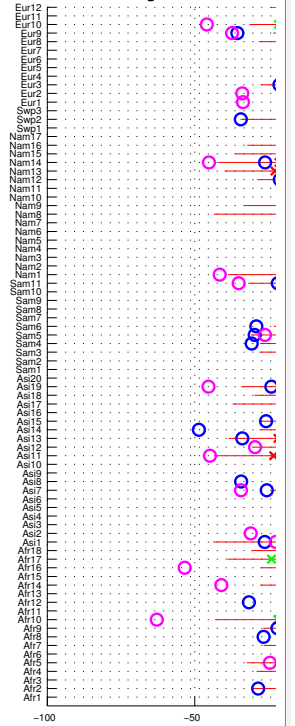 Eur12
Eur11
Eur10
Eur9
Eur8
Eur7
Eur6
Eur5
Eur4
Eur3
Eur2
Eur1
Swp3
Swp2
Swp1
Nam17
Nam16
Nam15
Nam14
Nam13
Nam12
Nam11
Nam10
Nam9
Nam8
Nam7
Nam6
Nam5
Nam4
Nam3
Nam2
Nam1
Sam11
Sam10
Sam9
Sam8
Sam7
Sam6
Sam5
Sam4
Sam3
Sam2
Sam1
Asi20
Asi19
Asi18
Asi17
Asi16
Asi15
Asi14
Asi13
Asi12
Asi11
Asi10
Asi9
Asi8
Asi7
Asi6
Asi5
Asi4
Asi3
Asi2
Asi1
Afr18
Afr17
Afr16
Afr15
Afr14
Afr13
Afr12
Afr11
Afr10
Afr9
Afr8
Afr7
Afr6
Afr5
Afr4
Afr3
Afr2
Afr1
−100 −50